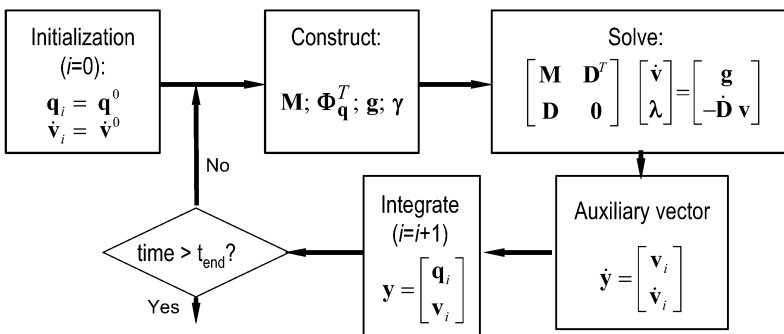 Initialization
(i=0):
q_i = q^0
v̇_i = v̇^0
Construct:
M; Φ_q^T; g; γ
Solve:
[M D^T; D 0] [v̇; λ] = [g; −Ḋ v]
Auxiliary vector
ẏ = [v_i; v̇_i]
Integrate
(i=i+1)
y = [q_i; v_i]
time > t_end?
No
Yes